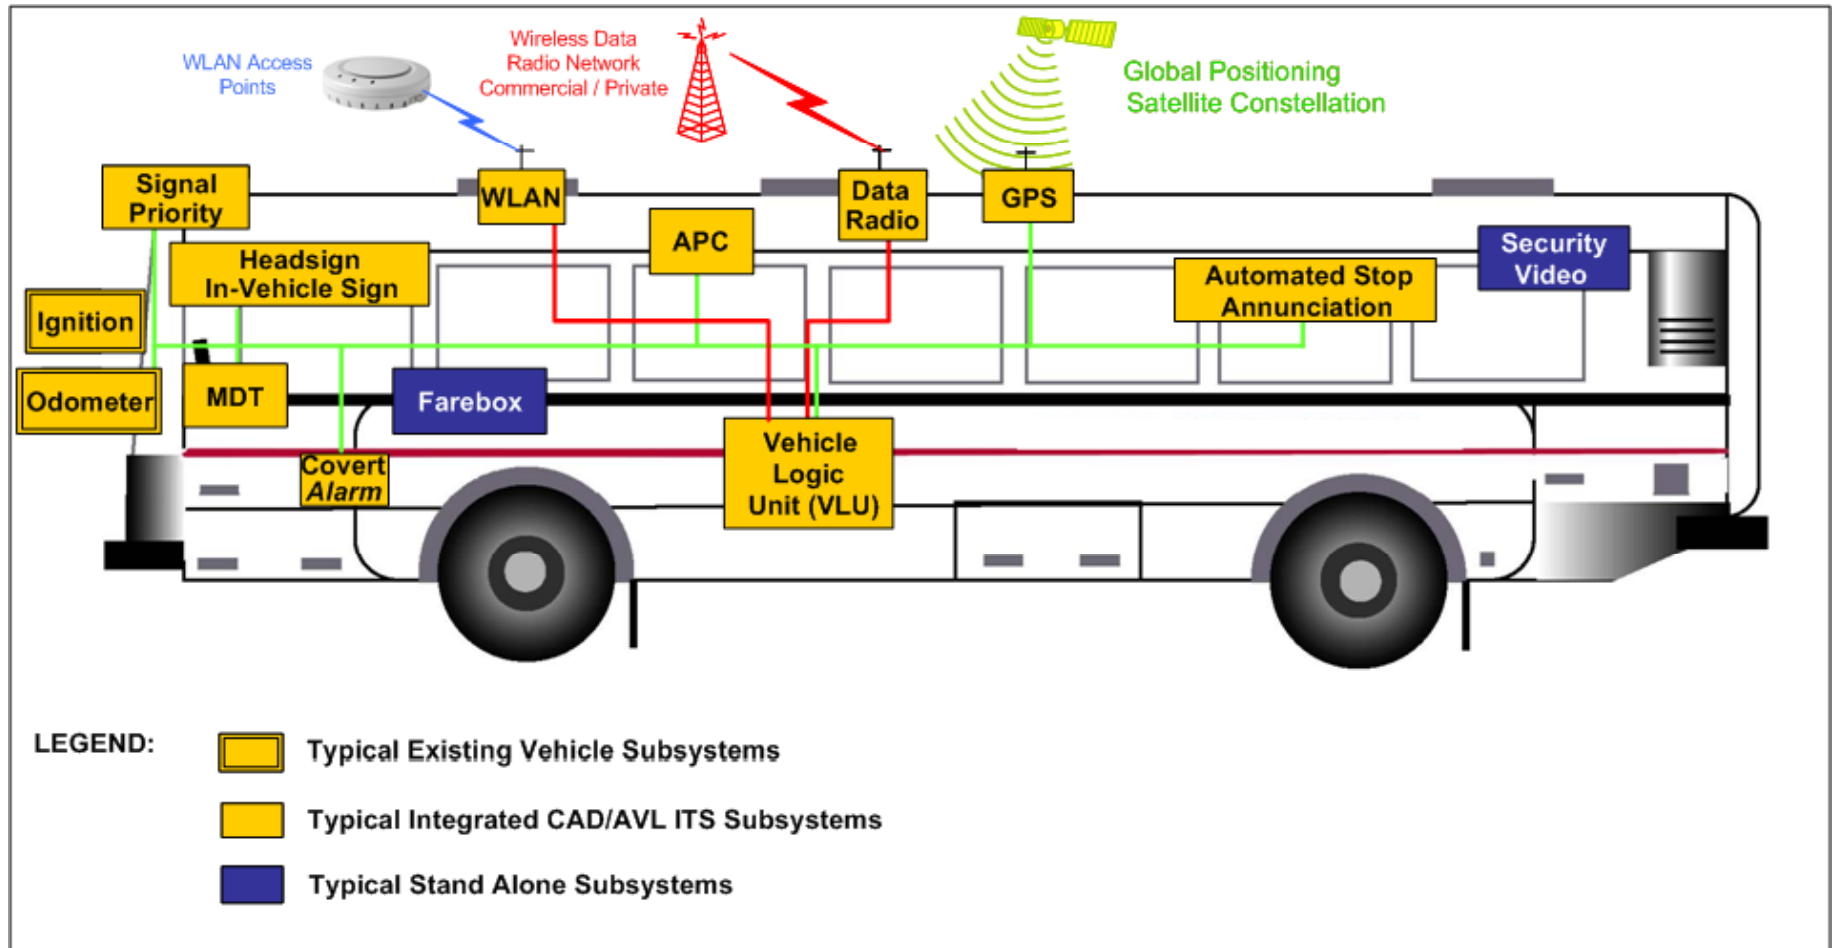 WLAN Access
Points
Wireless Data
Radio Network
Commercial / Private
Global Positioning
Satellite Constellation
Signal
Priority
WLAN
Data
Radio
GPS
APC
Headsign
In-Vehicle Sign
Security
Video
Automated Stop
Annunciation
Ignition
Odometer
MDT
Farebox
Covert
Alarm
Vehicle
Logic
Unit (VLU)
LEGEND:
Typical Existing Vehicle Subsystems
Typical Integrated CAD/AVL ITS Subsystems
Typical Stand Alone Subsystems